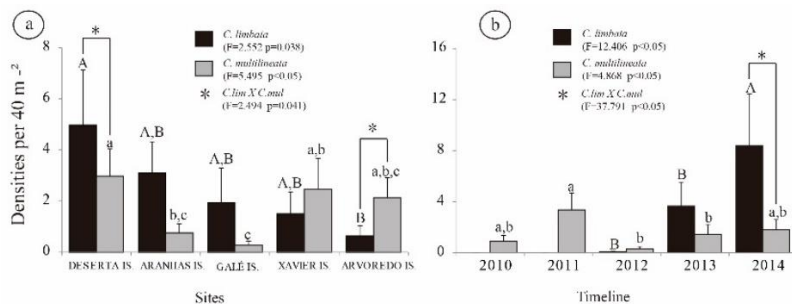 a
*
C. limbata
(F=2.552 p=0.038)
C. multilineata
(F=5.495 p<0.05)
* C.lim X C.mul
(F=2.494 p=0.041)
Densities per 40 m -²
8
6
4
2
0
A
a
A,B
b,c
A,B
c
A,B
a,b
*
B
a,b,c
DESERTA IS. ARANHAS IS. GALÉ IS. XAVIER IS. ARVOREDO IS.
Sites
b
C. limbata
(F=12.406 p<0.05)
C. multilineata
(F=4.868 p<0.05)
* C.lim X C.mul
(F=37.791 p<0.05)
16
12
8
4
0
a,b
a
B
b
B
b
*
A
a,b
2010 2011 2012 2013 2014
Timeline